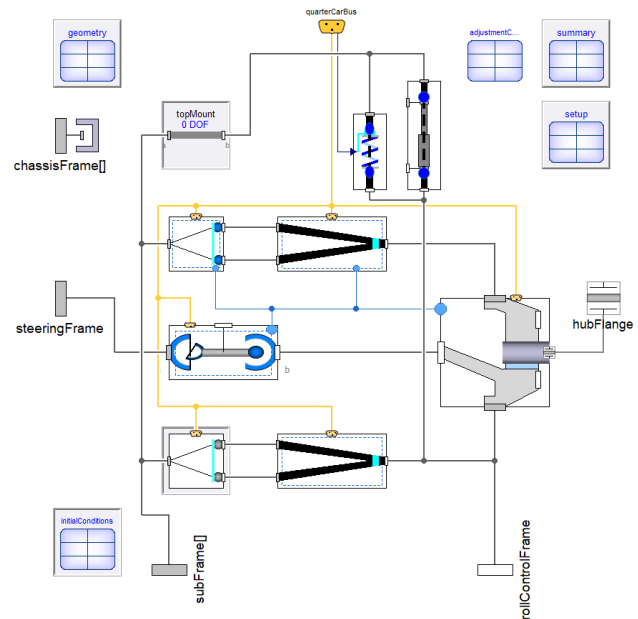 quarterCarBus
geometry
adjustmentC...
summary
topMount
0 DOF
a
b
setup
chassisFrame[]
steeringFrame
hubFlange
b
initialConditions
subFrame[]
rollControlFrame